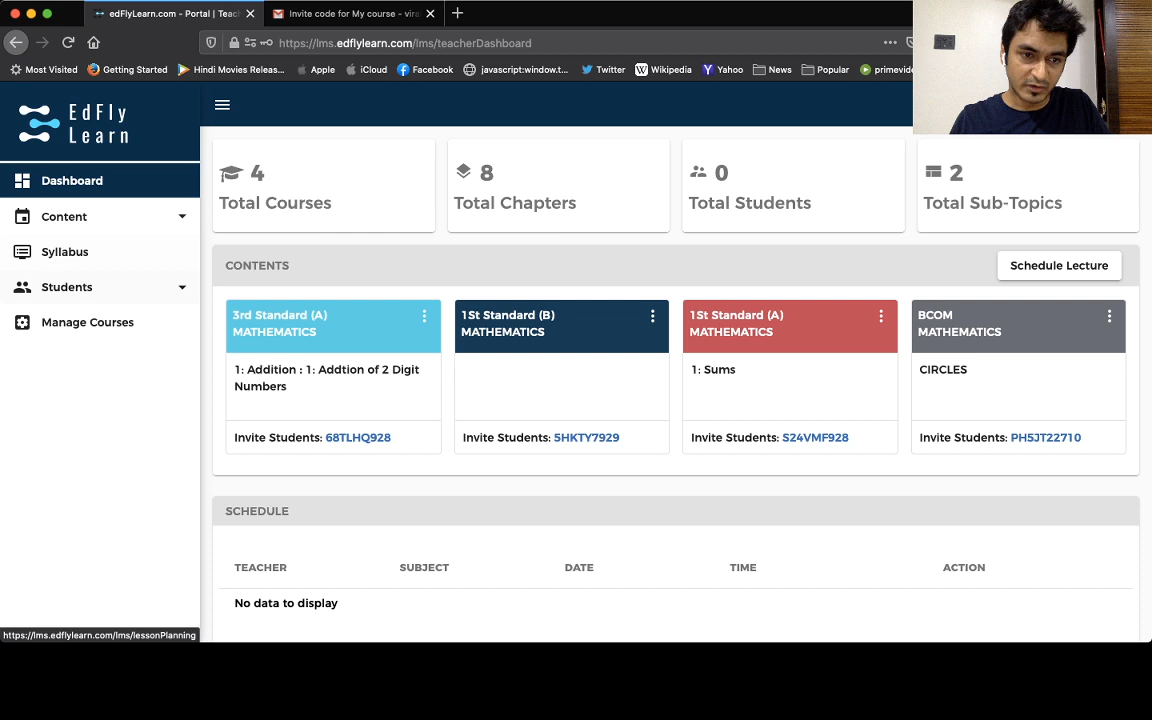 edFlyLearn.com - Portal | Teach
Invite code for My course - vira
https://lms.edflylearn.com/lms/teacherDashboard
Most Visited
Getting Started
Hindi Movies Releas...
Apple
iCloud
Facebook
javascript:window.t...
Twitter
Wikipedia
Yahoo
News
Popular
primevide
EdFly
Learn
Dashboard
Content
Syllabus
Students
Manage Courses
4
Total Courses
8
Total Chapters
0
Total Students
2
Total Sub-Topics
CONTENTS
Schedule Lecture
3rd Standard (A)
MATHEMATICS
1: Addition : 1: Addtion of 2 Digit
Numbers
Invite Students: 68TLHQ928
1St Standard (B)
MATHEMATICS
Invite Students: 5HKTY7929
1St Standard (A)
MATHEMATICS
1: Sums
Invite Students: S24VMF928
BCOM
MATHEMATICS
CIRCLES
Invite Students: PH5JT22710
SCHEDULE
TEACHER SUBJECT DATE TIME ACTION
No data to display
https://lms.edflylearn.com/lms/lessonPlanning